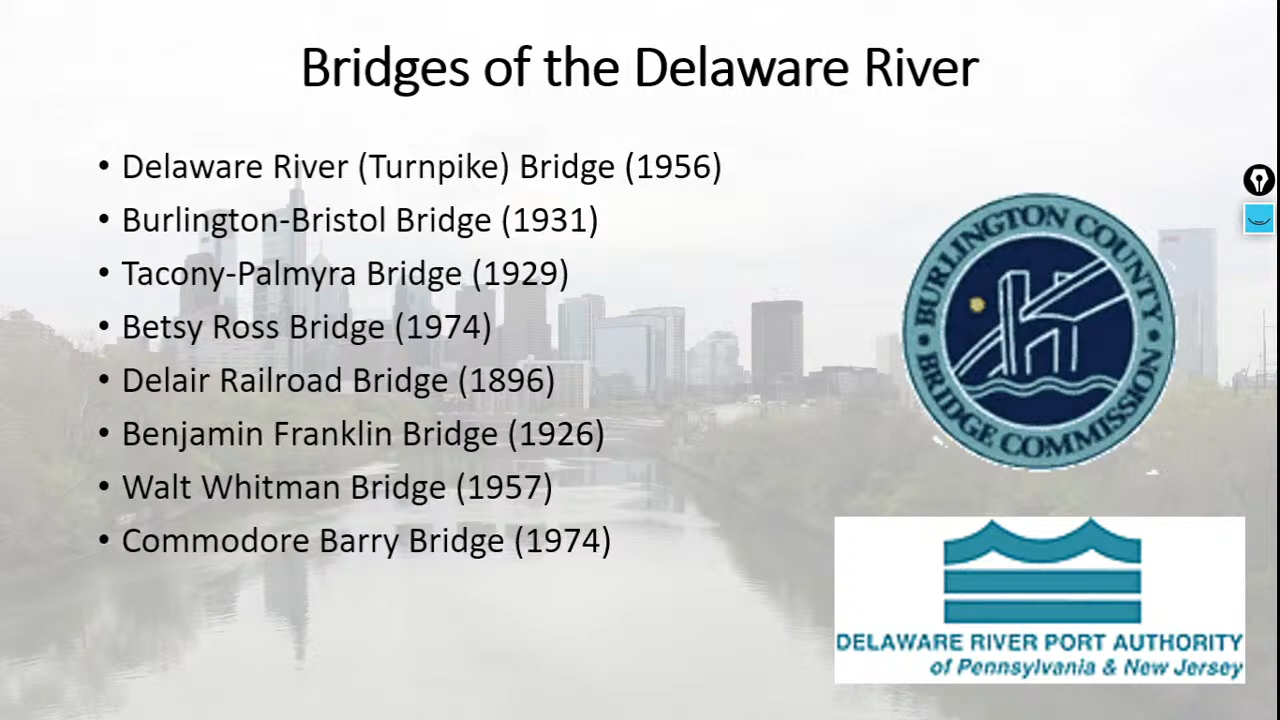 Bridges of the Delaware River
• Delaware River (Turnpike) Bridge (1956)
• Burlington-Bristol Bridge (1931)
• Tacony-Palmyra Bridge (1929)
• Betsy Ross Bridge (1974)
• Delair Railroad Bridge (1896)
• Benjamin Franklin Bridge (1926)
• Walt Whitman Bridge (1957)
• Commodore Barry Bridge (1974)
• BURLINGTON COUNTY •
BRIDGE COMMISSION
DELAWARE RIVER PORT AUTHORITY
of Pennsylvania & New Jersey